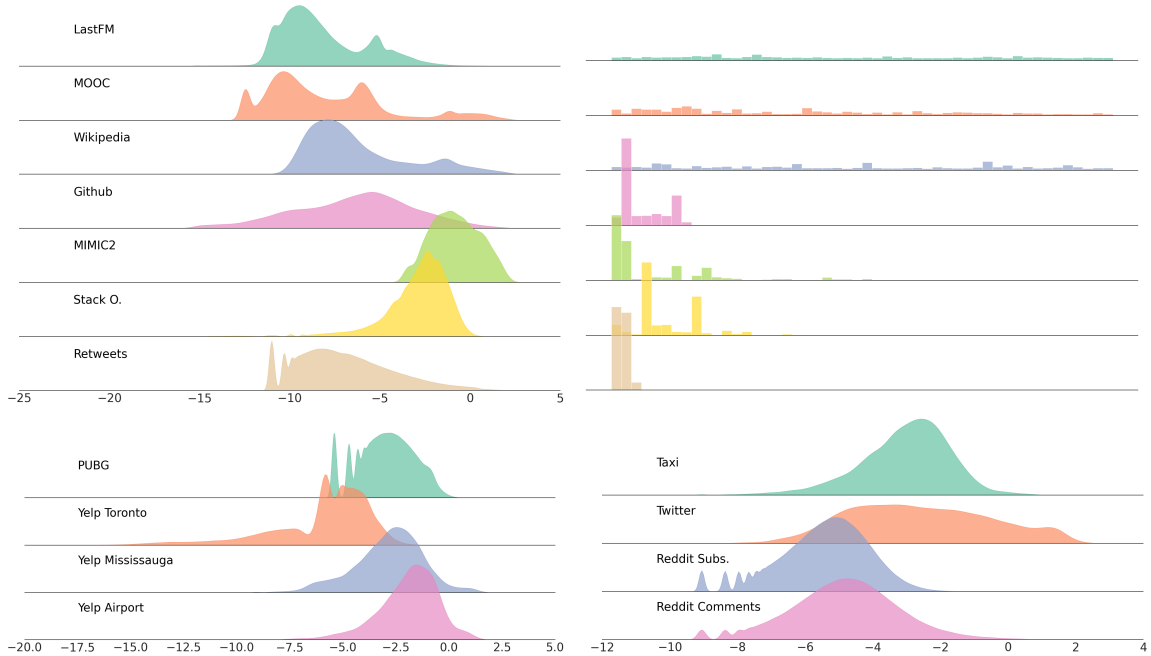 LastFM
MOOC
Wikipedia
Github
MIMIC2
Stack O.
Retweets
−25 −20 −15 −10 −5 0 5
PUBG
Yelp Toronto
Yelp Mississauga
Yelp Airport
−20.0 −17.5 −15.0 −12.5 −10.0 −7.5 −5.0 −2.5 0.0 2.5 5.0
Taxi
Twitter
Reddit Subs.
Reddit Comments
−12 −10 −8 −6 −4 −2 0 2 4